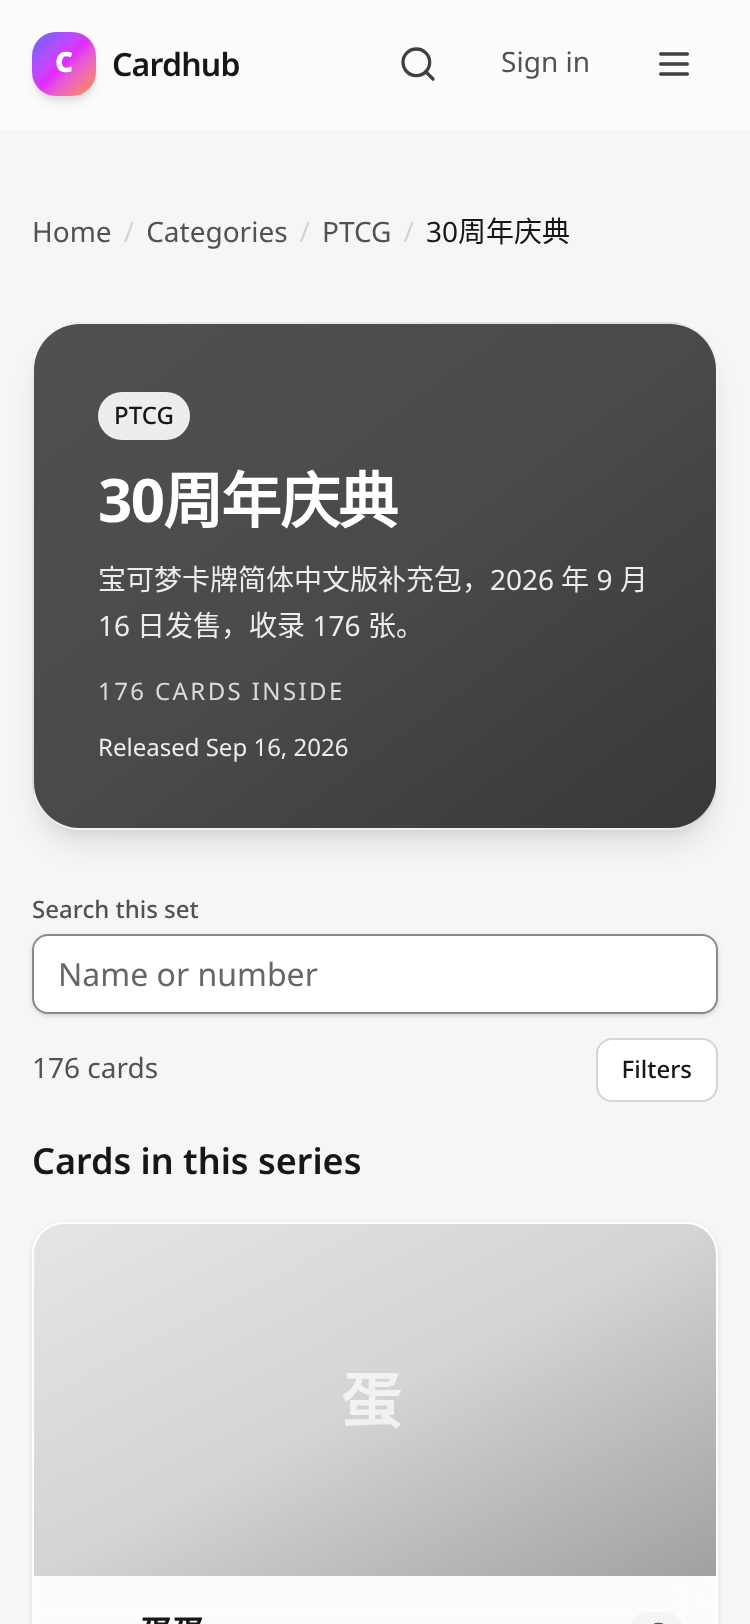 C Cardhub Sign in
Home / Categories / PTCG / 30周年庆典
PTCG
30周年庆典
宝可梦卡牌简体中文版补充包，2026 年 9 月
16 日发售，收录 176 张。
176 CARDS INSIDE
Released Sep 16, 2026
Search this set
Name or number
176 cards Filters
Cards in this series
蛋